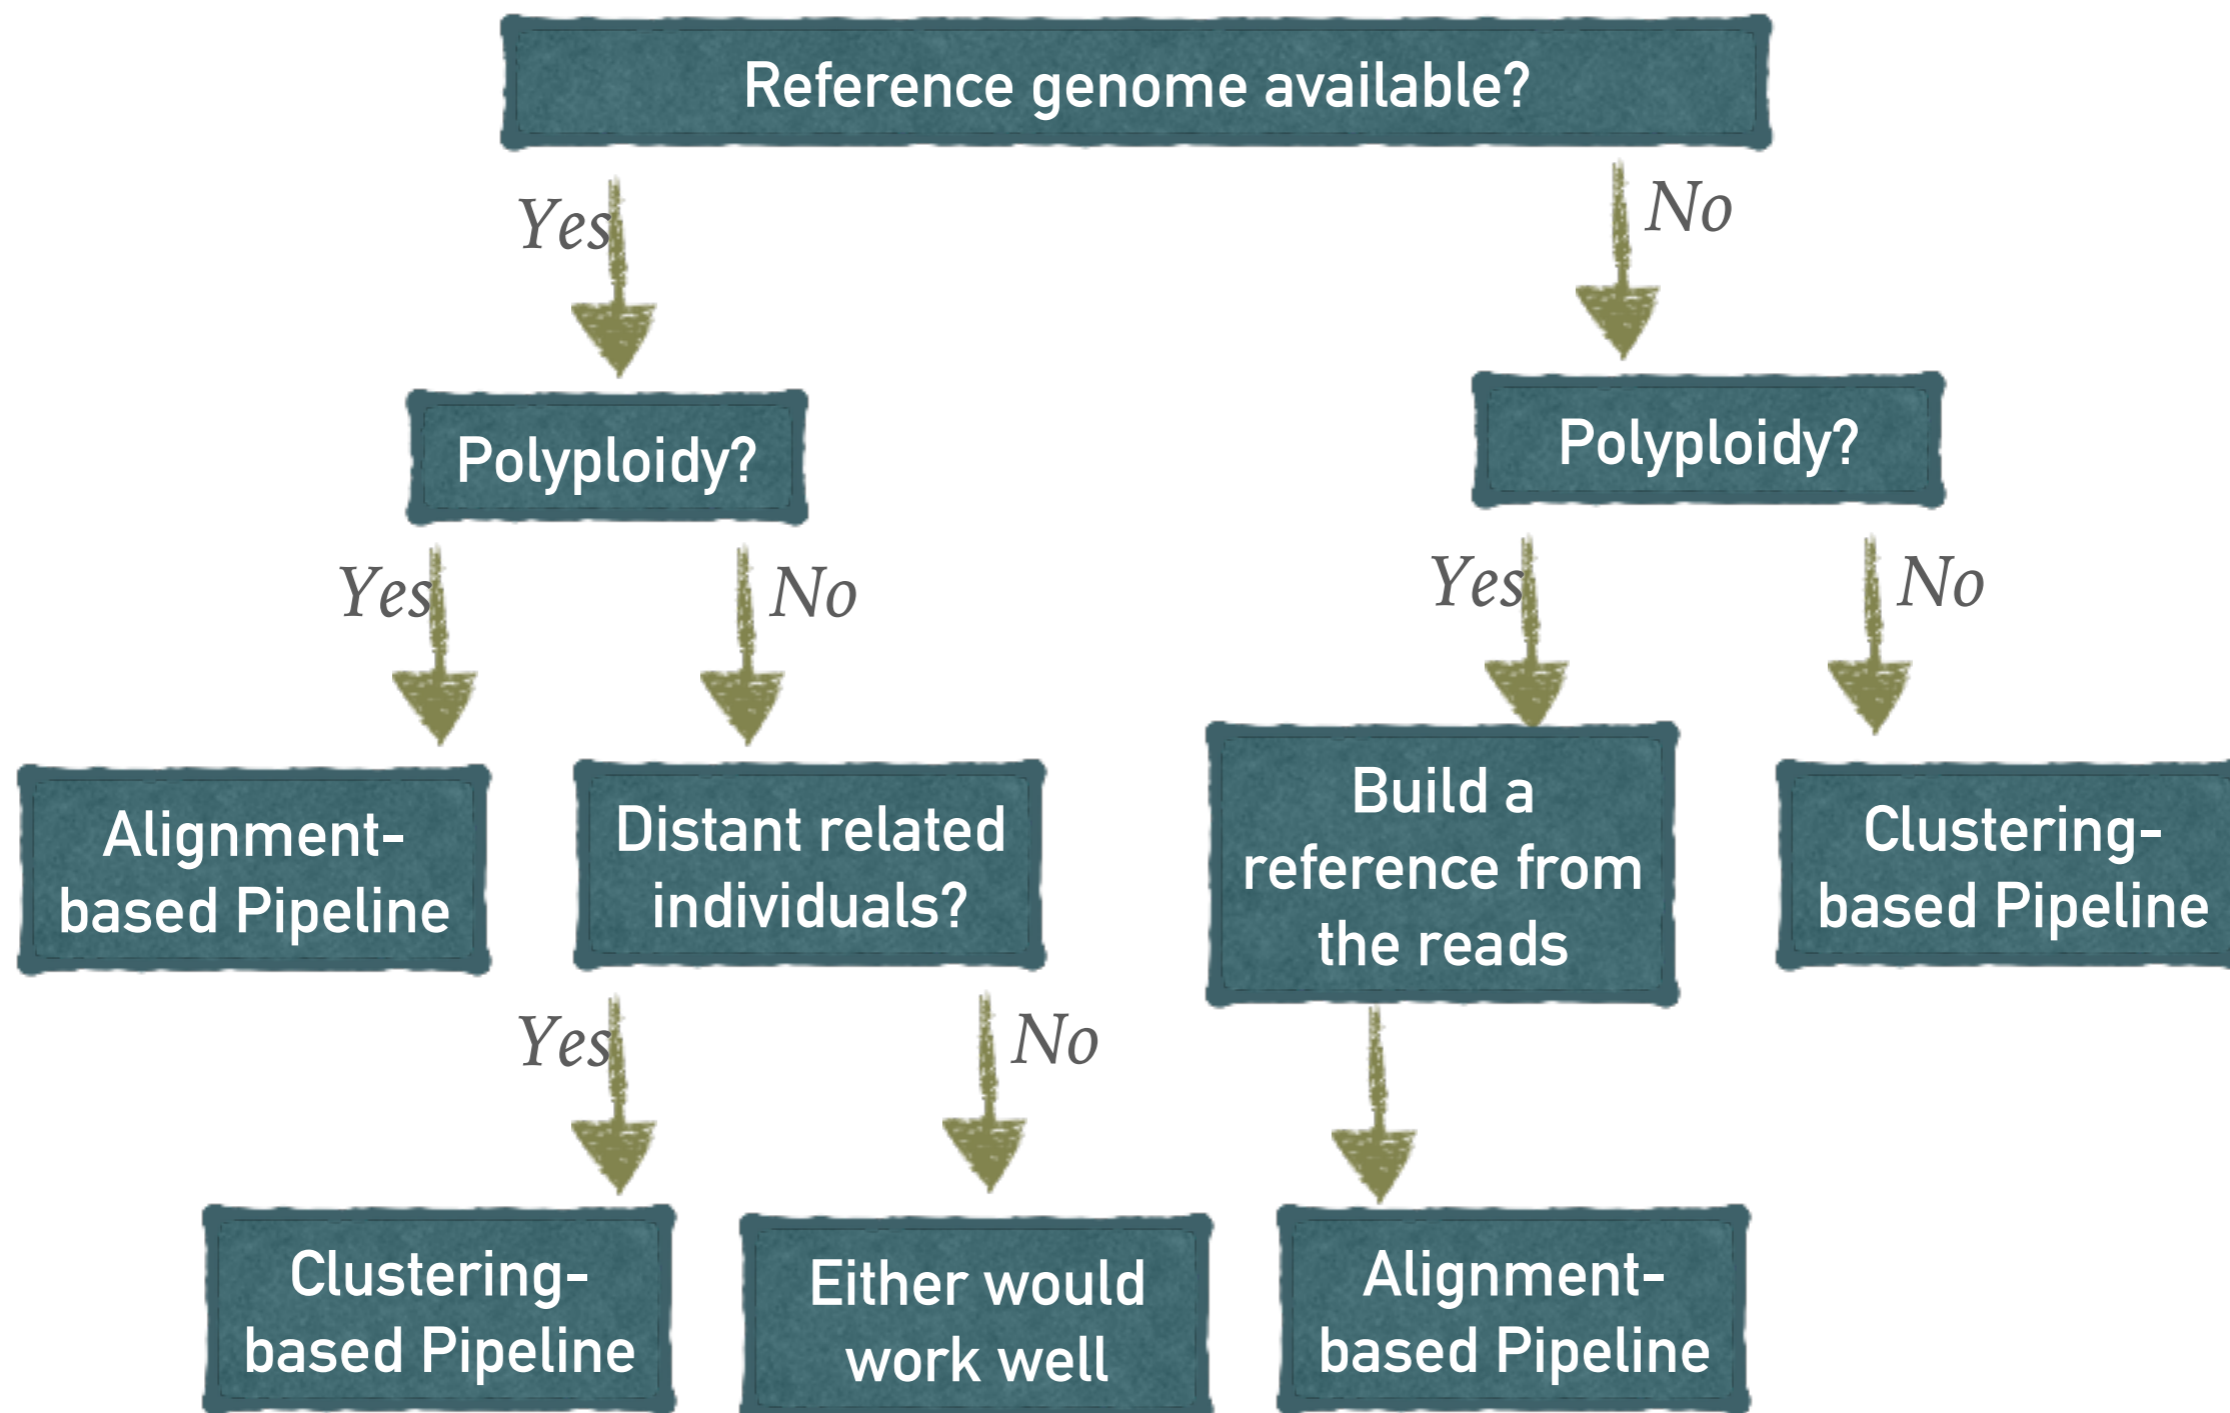 Reference genome available?
Yes
No
Polyploidy?
Polyploidy?
Yes
No
Yes
No
Alignment-
based Pipeline
Distant related
individuals?
Build a
reference from
the reads
Clustering-
based Pipeline
Yes
No
Clustering-
based Pipeline
Either would
work well
Alignment-
based Pipeline